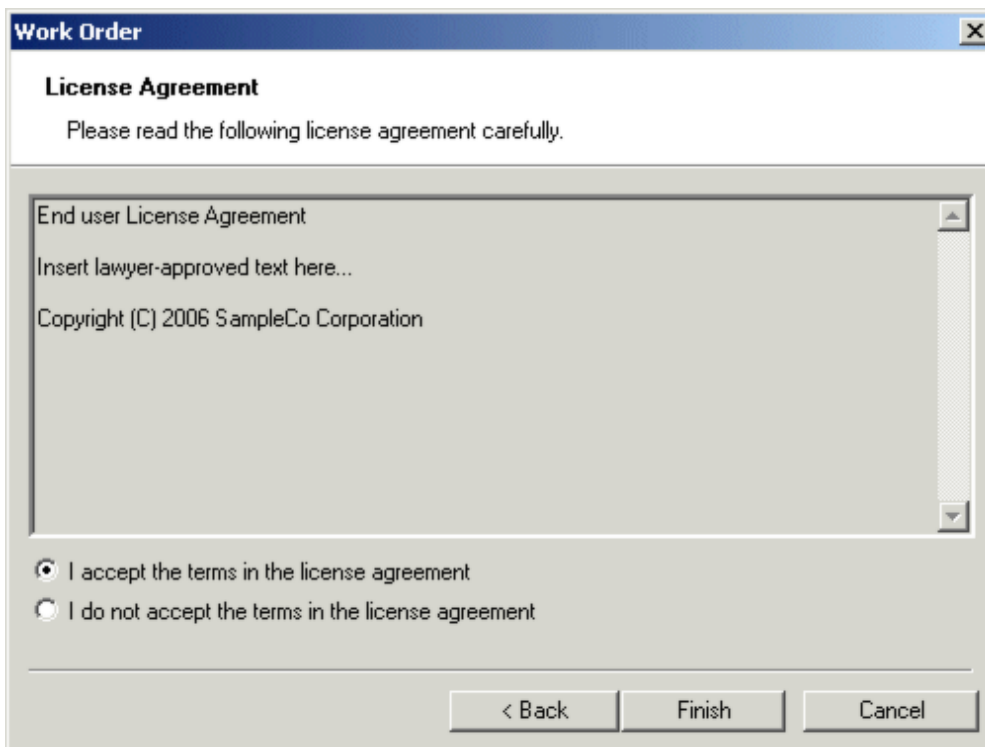 Work Order
License Agreement
Please read the following license agreement carefully.
End user License Agreement
Insert lawyer-approved text here...
Copyright (C) 2006 SampleCo Corporation
I accept the terms in the license agreement
I do not accept the terms in the license agreement
< Back Finish Cancel